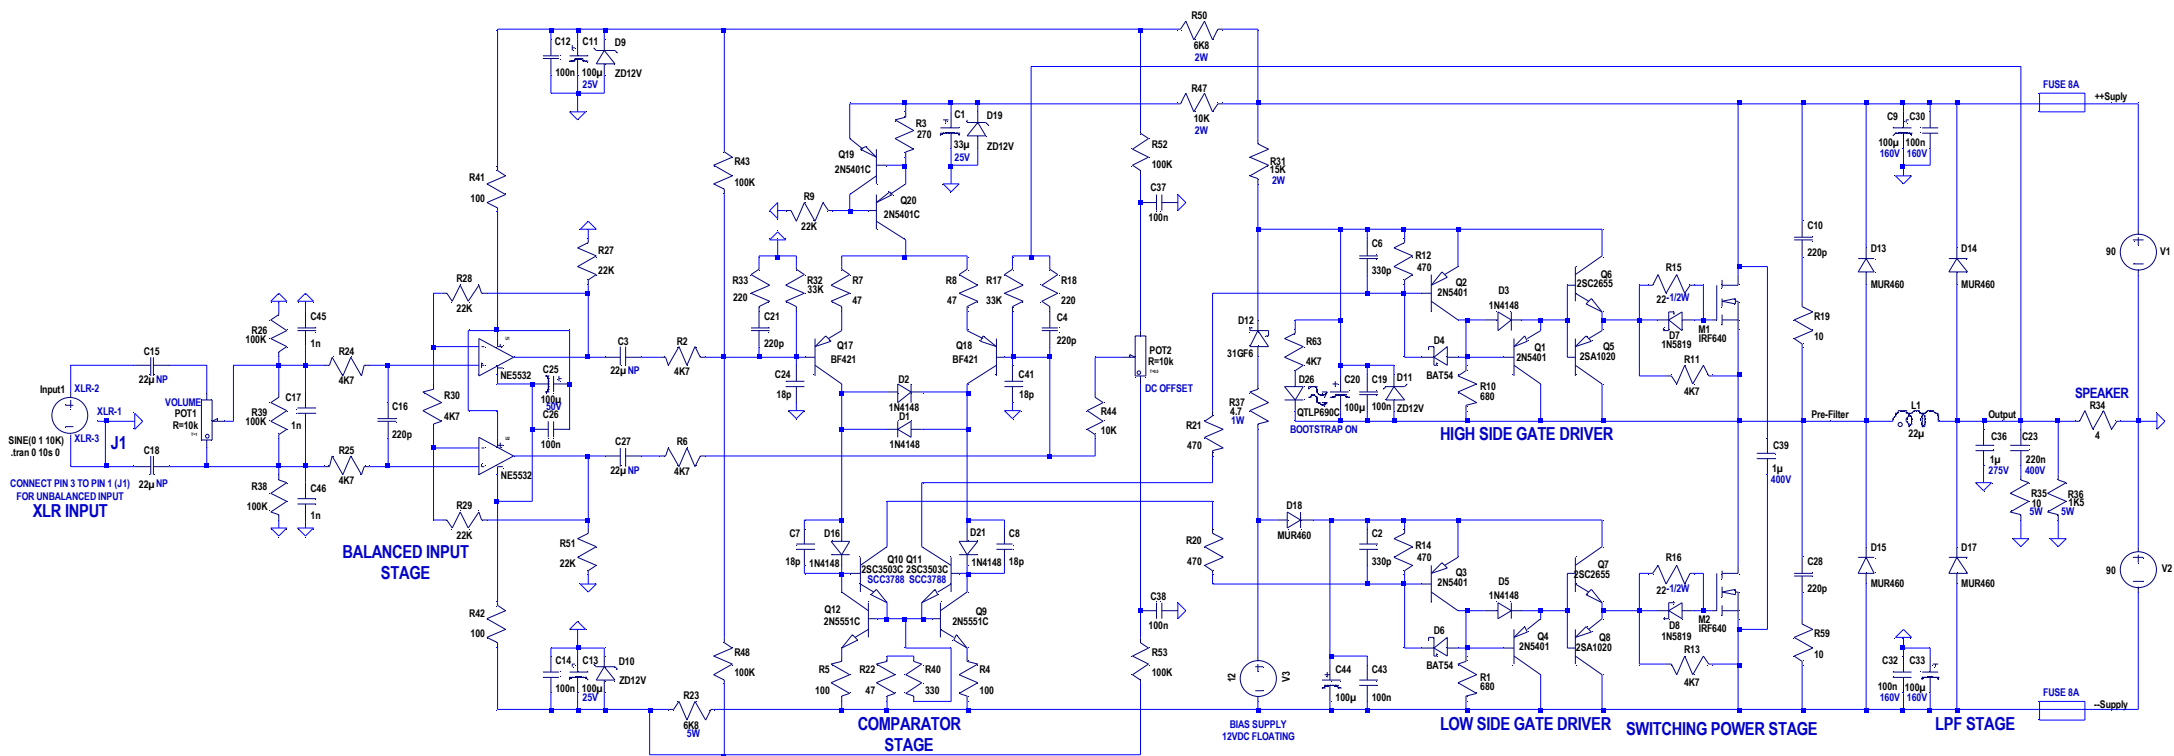 R50
6K8
2W
C12
100n
C11
100µ
25V
D9
ZD12V
R47
10K
2W
FUSE 8A
++Suply
R3
270
C1
33µ
25V
D19
ZD12V
C9
100µ
160V
C30
100n
160V
Q19
2N5401C
R43
100K
R52
100K
R31
15K
2W
R41
100
R9
22K
Q20
2N5401C
C37
100n
R27
22K
R28
22K
R33
220
R32
33K
R7
47
R8
47
R17
33K
R18
220
C6
330p
R12
470
Q2
2N5401
D3
1N4148
Q6
2SC2655
R15
22-1/2W
C10
220p
D13
MUR460
D14
MUR460
90
V1
R26
100K
C45
1n
C21
220p
C4
220p
D12
31GF6
R63
4K7
D7
1N5819
M1
IRF640
R19
10
C15
22µ NP
R24
4K7
NE5532
C3
22µ NP
R2
4K7
Q17
BF421
Q18
BF421
POT2
R=10k
DC OFFSET
D4
BAT54
Q1
2N5401
Q5
2SA1020
R11
4K7
Input1
XLR-2
XLR-1
XLR-3
J1
VOLUME
POT1
R=10k
R39
100K
C17
1n
C16
220p
R30
4K7
C25
100µ
50V
C26
100n
C24
18p
D2
1N4148
D1
1N4148
C41
18p
R44
10K
R37
4.7
1W
D26
QTLP690C
BOOTSTRAP ON
C20
100µ
C19
100n
D11
ZD12V
R10
680
HIGH SIDE GATE DRIVER
Pre-Filter
L1
22µ
Output
SPEAKER
R34
4
SINE(0 1 10K)
.tran 0 10s 0
C18
22µ NP
R25
4K7
NE5532
C27
22µ NP
R6
4K7
R21
470
C39
1µ
400V
C36
1µ
275V
C23
220n
400V
CONNECT PIN 3 TO PIN 1 (J1)
FOR UNBALANCED INPUT
XLR INPUT
R38
100K
C46
1n
R35
10
5W
R36
1K5
5W
R29
22K
BALANCED INPUT
STAGE
R51
22K
C7
18p
D16
1N4148
Q10
2SC3503C
SCC3788
Q11
2SC3503C
SCC3788
D21
1N4148
C8
18p
R20
470
D18
MUR460
C2
330p
R14
470
Q3
2N5401
D5
1N4148
Q7
2SC2655
R16
22-1/2W
C28
220p
D15
MUR460
D17
MUR460
90
V2
R42
100
Q12
2N5551C
Q9
2N5551C
C38
100n
D6
BAT54
Q4
2N5401
Q8
2SA1020
D8
1N5819
M2
IRF640
R13
4K7
R59
10
C14
100n
C13
100µ
25V
D10
ZD12V
R48
100K
R5
100
R22
47
R40
330
R4
100
R53
100K
12
V3
C44
100µ
C43
100n
R1
680
C32
100n
160V
C33
100µ
160V
R23
6K8
5W
FUSE 8A
--Supply
COMPARATOR
STAGE
BIAS SUPPLY
12VDC FLOATING
LOW SIDE GATE DRIVER
SWITCHING POWER STAGE
LPF STAGE